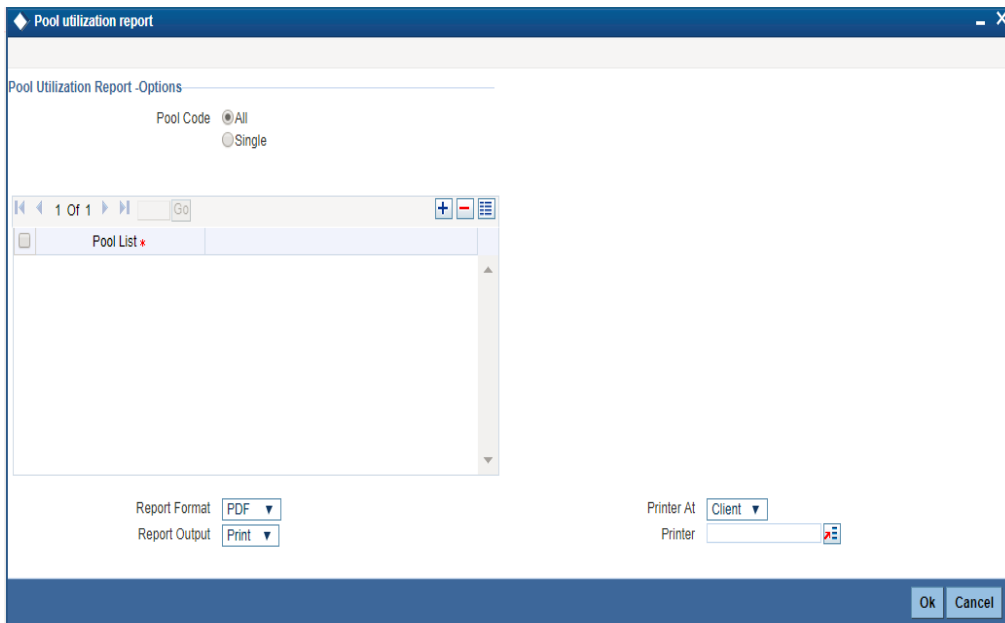 Pool utilization report
Pool Utilization Report -Options
Pool Code All
Single
1 Of 1 Go
Pool List *
Report Format PDF
Printer At Client
Report Output Print
Printer
Ok Cancel